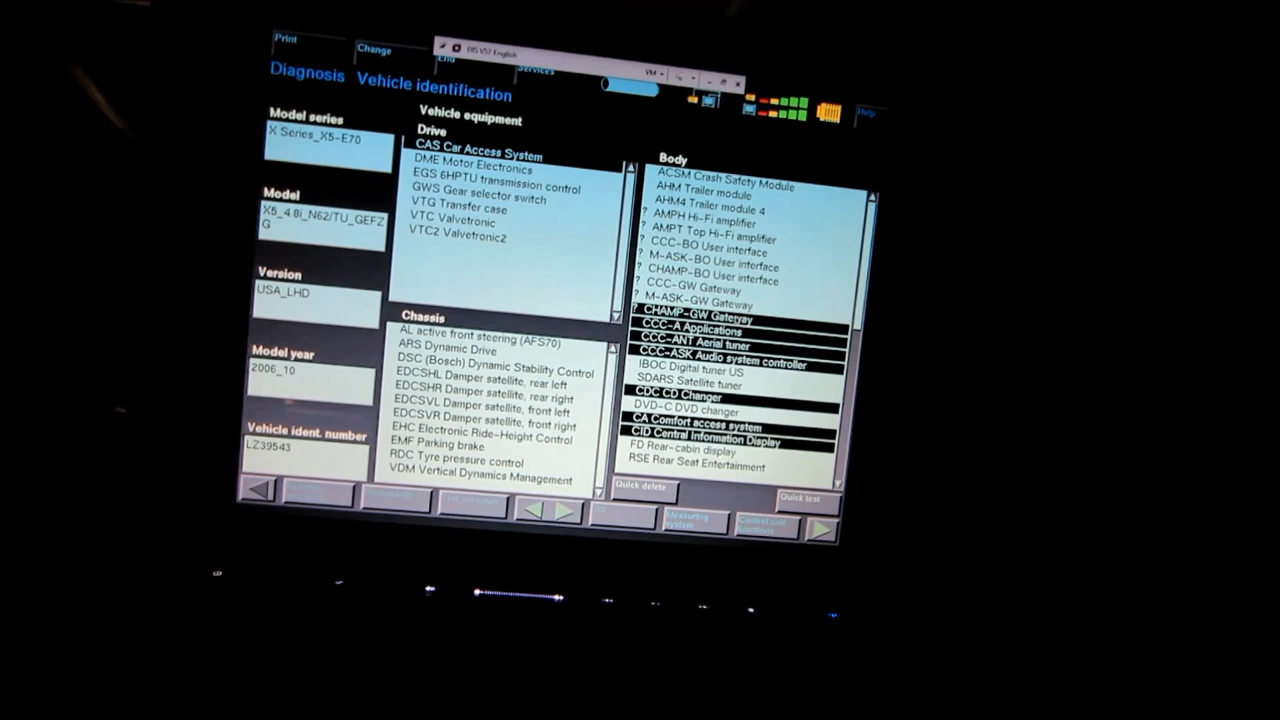 Print
Change
End
Services
DIS V57 English
VM
Help
Diagnosis Vehicle identification
Model series
X Series_X5-E70
Model
X5_4.8i_N62/TU_GEFZ
G
Version
USA_LHD
Model year
2006_10
Vehicle ident. number
LZ39543
Vehicle equipment
Drive
CAS Car Access System
DME Motor Electronics
EGS 6HPTU transmission control
GWS Gear selector switch
VTG Transfer case
VTC Valvetronic
VTC2 Valvetronic2
Chassis
AL active front steering (AFS70)
ARS Dynamic Drive
DSC (Bosch) Dynamic Stability Control
EDCSHL Damper satellite, rear left
EDCSHR Damper satellite, rear right
EDCSVL Damper satellite, front left
EDCSVR Damper satellite, front right
EHC Electronic Ride-Height Control
EMF Parking brake
RDC Tyre pressure control
VDM Vertical Dynamics Management
Body
ACSM Crash Safety Module
AHM Trailer module
AHM4 Trailer module 4
? AMPH Hi-Fi amplifier
? AMPT Top Hi-Fi amplifier
? CCC-BO User interface
? M-ASK-BO User interface
? CHAMP-BO User interface
? CCC-GW Gateway
? M-ASK-GW Gateway
? CHAMP-GW Gateway
CCC-A Applications
CCC-ANT Aerial tuner
CCC-ASK Audio system controller
IBOC Digital tuner US
SDARS Satellite tuner
CDC CD Changer
DVD-C DVD changer
CA Comfort access system
CID Central Information Display
FD Rear-cabin display
RSE Rear Seat Entertainment
Quick delete
Quick test
Measuring
system
Control unit
functions